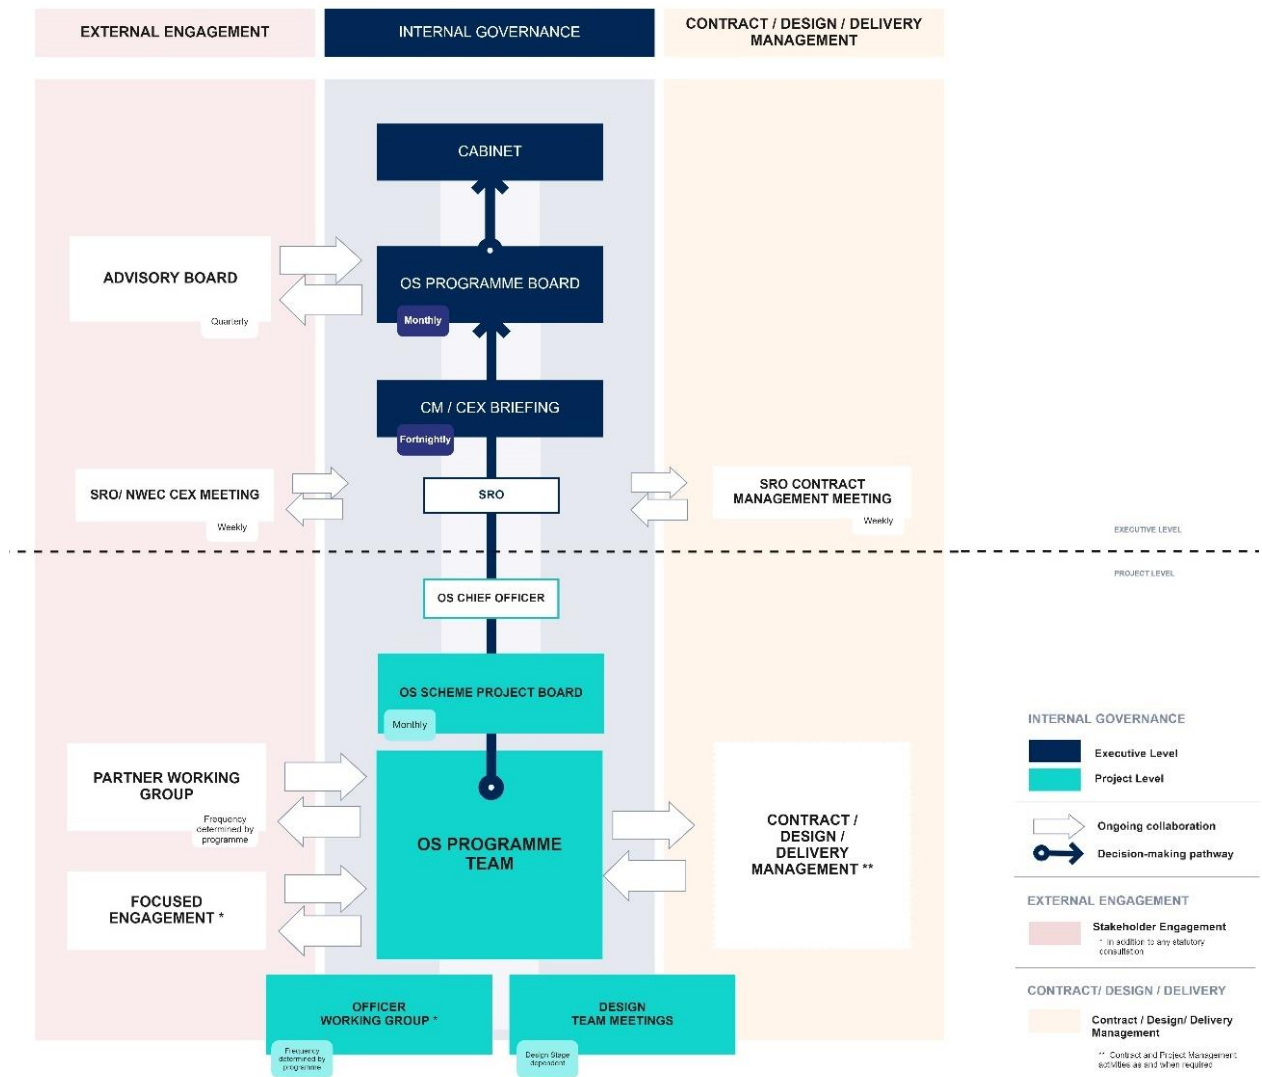 EXTERNAL ENGAGEMENT
INTERNAL GOVERNANCE
CONTRACT / DESIGN / DELIVERY
MANAGEMENT
CABINET
ADVISORY BOARD
Quarterly
OS PROGRAMME BOARD
Monthly
CM / CEX BRIEFING
Fortnightly
SRO/ NWEC CEX MEETING
Weekly
SRO
SRO CONTRACT
MANAGEMENT MEETING
Weekly
EXECUTIVE LEVEL
PROJECT LEVEL
OS CHIEF OFFICER
OS SCHEME PROJECT BOARD
Monthly
PARTNER WORKING
GROUP
Frequency
determined by
programme
OS PROGRAMME
TEAM
CONTRACT /
DESIGN /
DELIVERY
MANAGEMENT **
FOCUSED
ENGAGEMENT *
OFFICER
WORKING GROUP *
Frequency
determined by
programme
DESIGN
TEAM MEETINGS
Design Stage
dependent
INTERNAL GOVERNANCE
Executive Level
Project Level
Ongoing collaboration
Decision-making pathway
EXTERNAL ENGAGEMENT
Stakeholder Engagement
* In addition to any statutory
consultation
CONTRACT/ DESIGN / DELIVERY
Contract / Design/ Delivery
Management
** Contract and Project Management
activities as and when required